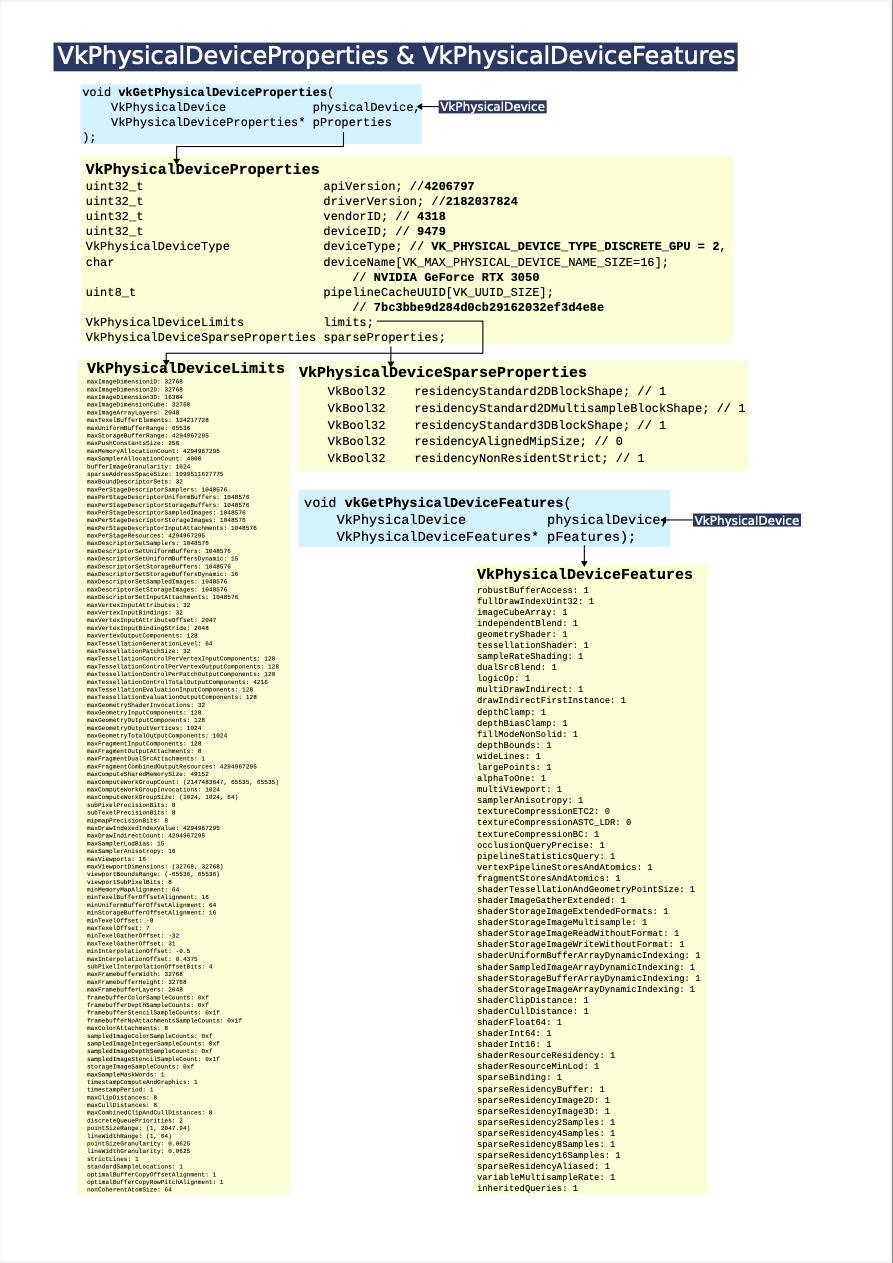 VkPhysicalDeviceProperties & VkPhysicalDeviceFeatures
void vkGetPhysicalDeviceProperties(
VkPhysicalDevice physicalDevice,
VkPhysicalDevice
VkPhysicalDeviceProperties* pProperties
);
VkPhysicalDeviceProperties
uint32_t apiVersion; //4206797
uint32_t driverVersion; //2182037824
uint32_t vendorID; // 4318
uint32_t deviceID; // 9479
VkPhysicalDeviceType deviceType; // VK_PHYSICAL_DEVICE_TYPE_DISCRETE_GPU = 2,
char deviceName[VK_MAX_PHYSICAL_DEVICE_NAME_SIZE=16];
// NVIDIA GeForce RTX 3050
uint8_t pipelineCacheUUID[VK_UUID_SIZE];
// 7bc3bbe9d284d0cb29162032ef3d4e8e
VkPhysicalDeviceLimits limits;
VkPhysicalDeviceSparseProperties sparseProperties;
VkPhysicalDeviceLimits
maxImageDimension1D: 32768
maxImageDimension2D: 32768
maxImageDimension3D: 16384
maxImageDimensionCube: 32768
maxImageArrayLayers: 2048
maxTexelBufferElements: 134217728
maxUniformBufferRange: 65536
maxStorageBufferRange: 4294967295
maxPushConstantsSize: 256
maxMemoryAllocationCount: 4294967295
maxSamplerAllocationCount: 4000
bufferImageGranularity: 1024
sparseAddressSpaceSize: 1099511627775
maxBoundDescriptorSets: 32
maxPerStageDescriptorSamplers: 1048576
maxPerStageDescriptorUniformBuffers: 1048576
maxPerStageDescriptorStorageBuffers: 1048576
maxPerStageDescriptorSampledImages: 1048576
maxPerStageDescriptorStorageImages: 1048576
maxPerStageDescriptorInputAttachments: 1048576
maxPerStageResources: 4294967295
maxDescriptorSetSamplers: 1048576
maxDescriptorSetUniformBuffers: 1048576
maxDescriptorSetUniformBuffersDynamic: 15
maxDescriptorSetStorageBuffers: 1048576
maxDescriptorSetStorageBuffersDynamic: 16
maxDescriptorSetSampledImages: 1048576
maxDescriptorSetStorageImages: 1048576
maxDescriptorSetInputAttachments: 1048576
maxVertexInputAttributes: 32
maxVertexInputBindings: 32
maxVertexInputAttributeOffset: 2047
maxVertexInputBindingStride: 2048
maxVertexOutputComponents: 128
maxTessellationGenerationLevel: 64
maxTessellationPatchSize: 32
maxTessellationControlPerVertexInputComponents: 128
maxTessellationControlPerVertexOutputComponents: 128
maxTessellationControlPerPatchOutputComponents: 120
maxTessellationControlTotalOutputComponents: 4216
maxTessellationEvaluationInputComponents: 128
maxTessellationEvaluationOutputComponents: 128
maxGeometryShaderInvocations: 32
maxGeometryInputComponents: 128
maxGeometryOutputComponents: 128
maxGeometryOutputVertices: 1024
maxGeometryTotalOutputComponents: 1024
maxFragmentInputComponents: 128
maxFragmentOutputAttachments: 8
maxFragmentDualSrcAttachments: 1
maxFragmentCombinedOutputResources: 4294967295
maxComputeSharedMemorySize: 49152
maxComputeWorkGroupCount: (2147483647, 65535, 65535)
maxComputeWorkGroupInvocations: 1024
maxComputeWorkGroupSize: (1024, 1024, 64)
subPixelPrecisionBits: 8
subTexelPrecisionBits: 8
mipmapPrecisionBits: 8
maxDrawIndexedIndexValue: 4294967295
maxDrawIndirectCount: 4294967295
maxSamplerLodBias: 15
maxSamplerAnisotropy: 16
maxViewports: 16
maxViewportDimensions: (32768, 32768)
viewportBoundsRange: (-65536, 65536)
viewportSubPixelBits: 8
minMemoryMapAlignment: 64
minTexelBufferOffsetAlignment: 16
minUniformBufferOffsetAlignment: 64
minStorageBufferOffsetAlignment: 16
minTexelOffset: -8
maxTexelOffset: 7
minTexelGatherOffset: -32
maxTexelGatherOffset: 31
minInterpolationOffset: -0.5
maxInterpolationOffset: 0.4375
subPixelInterpolationOffsetBits: 4
maxFramebufferWidth: 32768
maxFramebufferHeight: 32768
maxFramebufferLayers: 2048
framebufferColorSampleCounts: 0xf
framebufferDepthSampleCounts: 0xf
framebufferStencilSampleCounts: 0x1f
framebufferNoAttachmentsSampleCounts: 0x1f
maxColorAttachments: 8
sampledImageColorSampleCounts: 0xf
sampledImageIntegerSampleCounts: 0xf
sampledImageDepthSampleCounts: 0xf
sampledImageStencilSampleCount: 0x1f
storageImageSampleCounts: 0xf
maxSampleMaskWords: 1
timestampComputeAndGraphics: 1
timestampPeriod: 1
maxClipDistances: 8
maxCullDistances: 8
maxCombinedClipAndCullDistances: 8
discreteQueuePriorities: 2
pointSizeRange: (1, 2047.94)
lineWidthRange: (1, 64)
pointSizeGranularity: 0.0625
lineWidthGranularity: 0.0625
strictLines: 1
standardSampleLocations: 1
optimalBufferCopyOffsetAlignment: 1
optimalBufferCopyRowPitchAlignment: 1
nonCoherentAtomSize: 64
VkPhysicalDeviceSparseProperties
VkBool32 residencyStandard2DBlockShape; // 1
VkBool32 residencyStandard2DMultisampleBlockShape; // 1
VkBool32 residencyStandard3DBlockShape; // 1
VkBool32 residencyAlignedMipSize; // 0
VkBool32 residencyNonResidentStrict; // 1
void vkGetPhysicalDeviceFeatures(
VkPhysicalDevice physicalDevice,
VkPhysicalDevice
VkPhysicalDeviceFeatures* pFeatures);
VkPhysicalDeviceFeatures
robustBufferAccess: 1
fullDrawIndexUint32: 1
imageCubeArray: 1
independentBlend: 1
geometryShader: 1
tessellationShader: 1
sampleRateShading: 1
dualSrcBlend: 1
logicOp: 1
multiDrawIndirect: 1
drawIndirectFirstInstance: 1
depthClamp: 1
depthBiasClamp: 1
fillModeNonSolid: 1
depthBounds: 1
wideLines: 1
largePoints: 1
alphaToOne: 1
multiViewport: 1
samplerAnisotropy: 1
textureCompressionETC2: 0
textureCompressionASTC_LDR: 0
textureCompressionBC: 1
occlusionQueryPrecise: 1
pipelineStatisticsQuery: 1
vertexPipelineStoresAndAtomics: 1
fragmentStoresAndAtomics: 1
shaderTessellationAndGeometryPointSize: 1
shaderImageGatherExtended: 1
shaderStorageImageExtendedFormats: 1
shaderStorageImageMultisample: 1
shaderStorageImageReadWithoutFormat: 1
shaderStorageImageWriteWithoutFormat: 1
shaderUniformBufferArrayDynamicIndexing: 1
shaderSampledImageArrayDynamicIndexing: 1
shaderStorageBufferArrayDynamicIndexing: 1
shaderStorageImageArrayDynamicIndexing: 1
shaderClipDistance: 1
shaderCullDistance: 1
shaderFloat64: 1
shaderInt64: 1
shaderInt16: 1
shaderResourceResidency: 1
shaderResourceMinLod: 1
sparseBinding: 1
sparseResidencyBuffer: 1
sparseResidencyImage2D: 1
sparseResidencyImage3D: 1
sparseResidency2Samples: 1
sparseResidency4Samples: 1
sparseResidency8Samples: 1
sparseResidency16Samples: 1
sparseResidencyAliased: 1
variableMultisampleRate: 1
inheritedQueries: 1